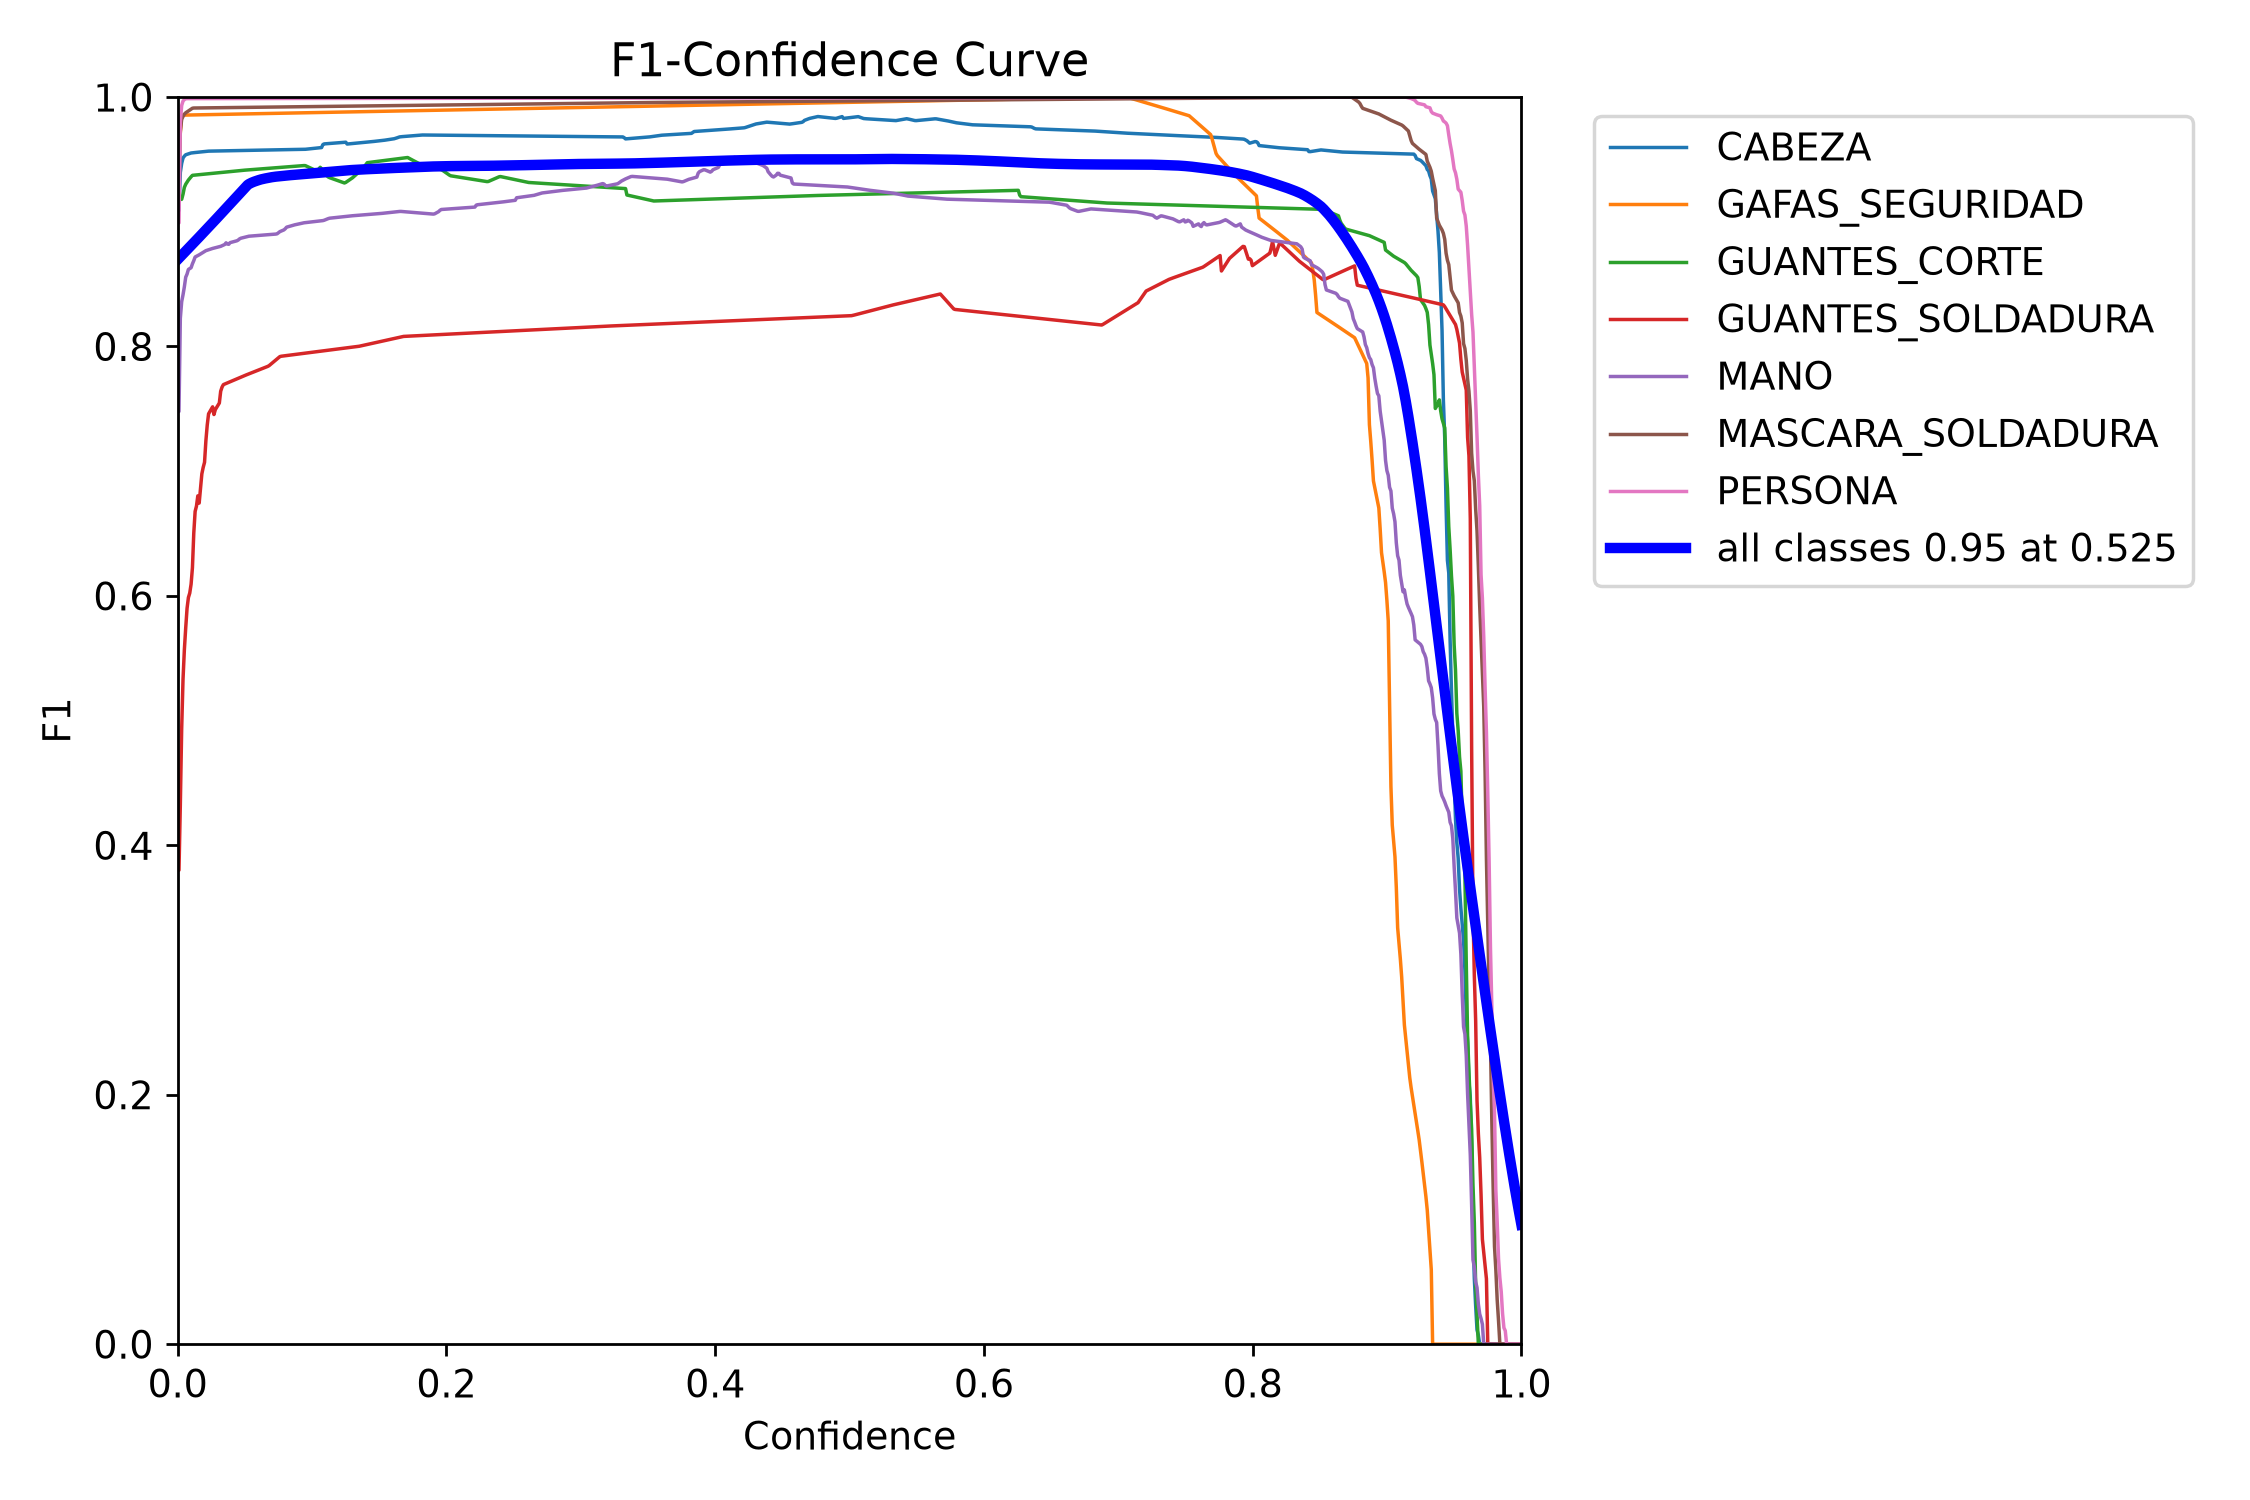 F1-Confidence Curve
F1
1.0
0.8
0.6
0.4
0.2
0.0
0.0 0.2 0.4 0.6 0.8 1.0
Confidence
CABEZA
GAFAS_SEGURIDAD
GUANTES_CORTE
GUANTES_SOLDADURA
MANO
MASCARA_SOLDADURA
PERSONA
all classes 0.95 at 0.525